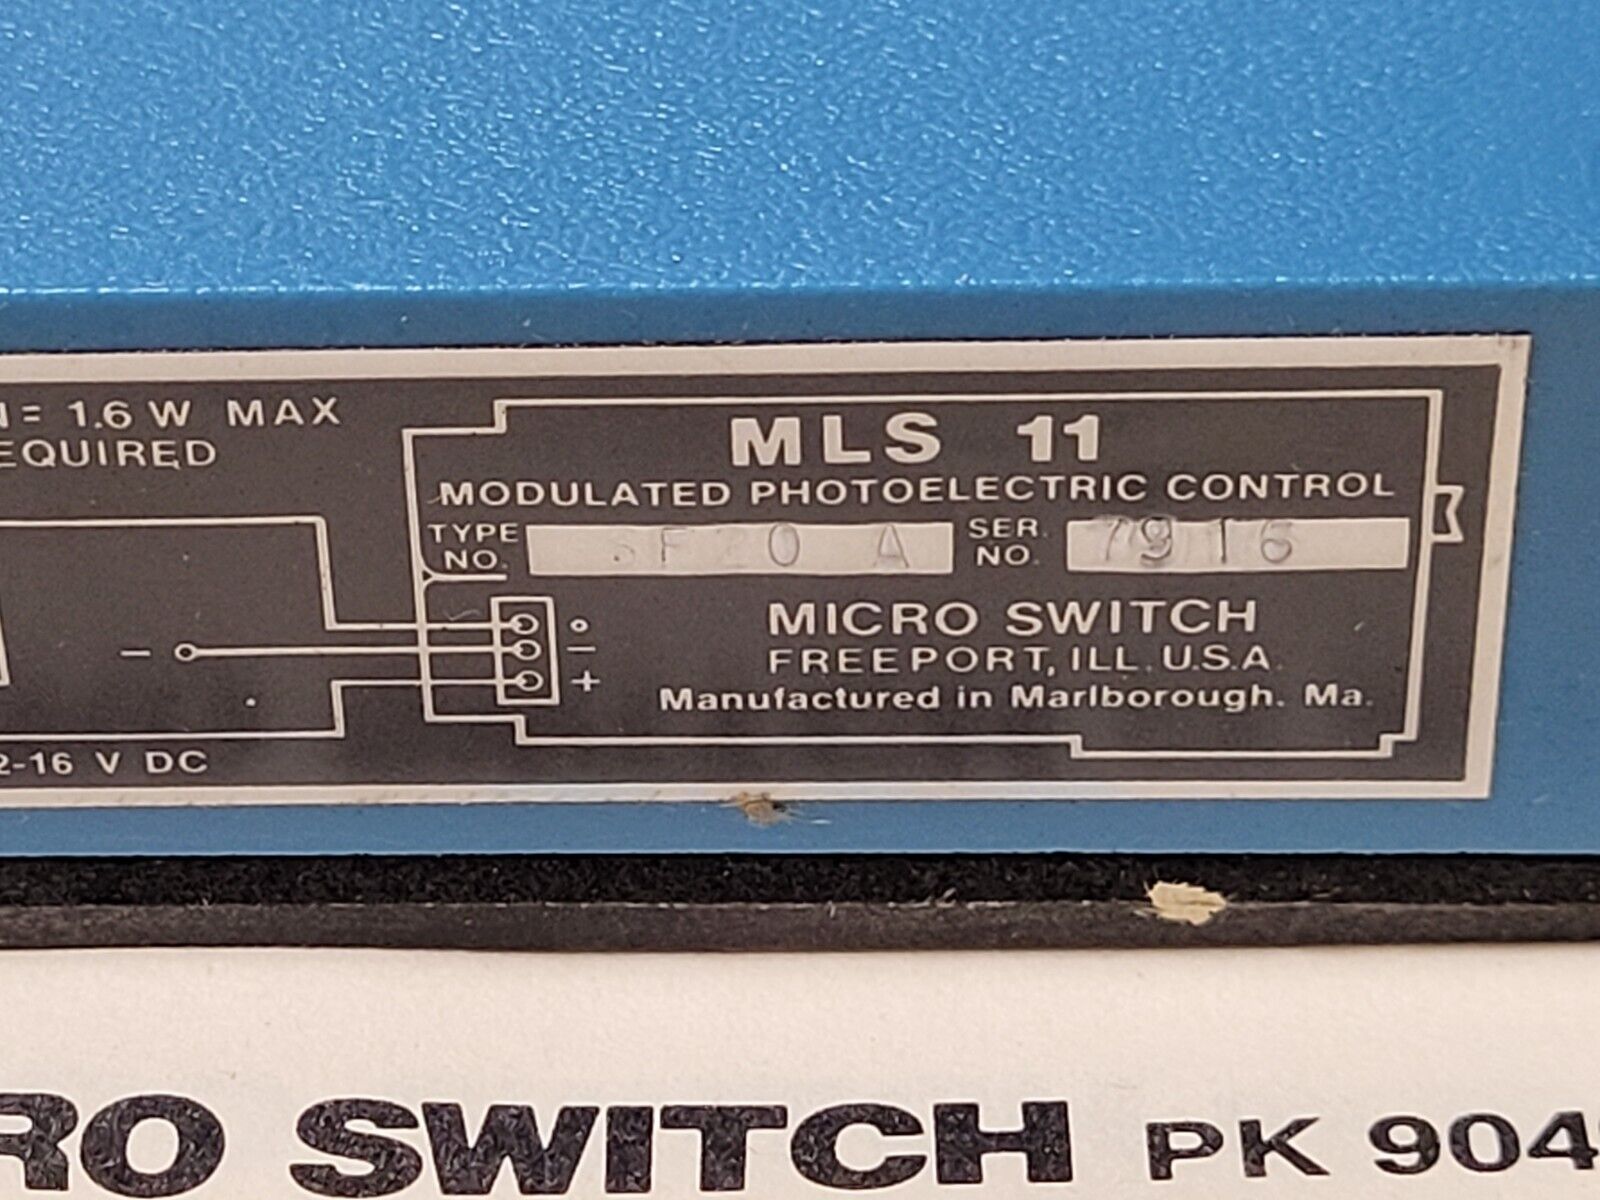 = 1.6 W MAX
EQUIRED
MLS 11
MODULATED PHOTOELECTRIC CONTROL
TYPE NO. SF20 A SER. NO. 7916
MICRO SWITCH
FREEPORT, ILL. U.S.A.
Manufactured in Marlborough. Ma.
2-16 V DC
RO SWITCH PK 904